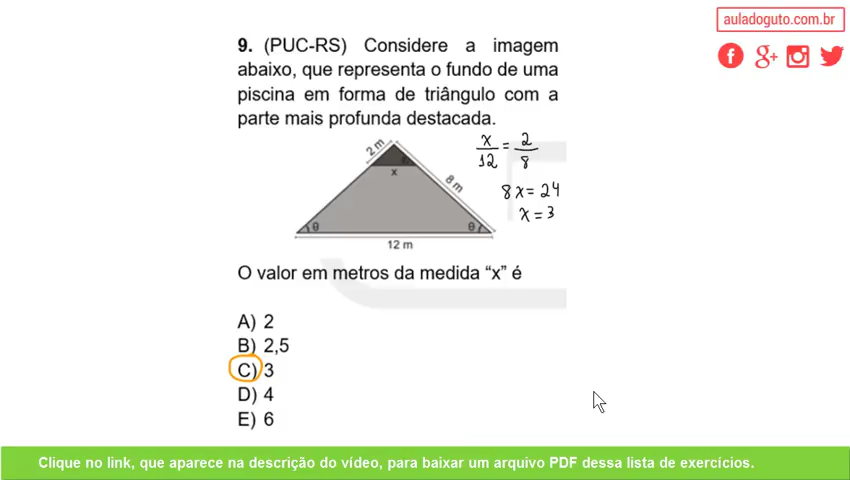 auladoguto.com.br
9. (PUC-RS) Considere a imagem
abaixo, que representa o fundo de uma
piscina em forma de triângulo com a
parte mais profunda destacada.
2 m
θ
x
8 m
θ
θ
12 m
x/12 = 2/8
8x = 24
x = 3
O valor em metros da medida “x” é
A) 2
B) 2,5
C) 3
D) 4
E) 6
Clique no link, que aparece na descrição do vídeo, para baixar um arquivo PDF dessa lista de exercícios.